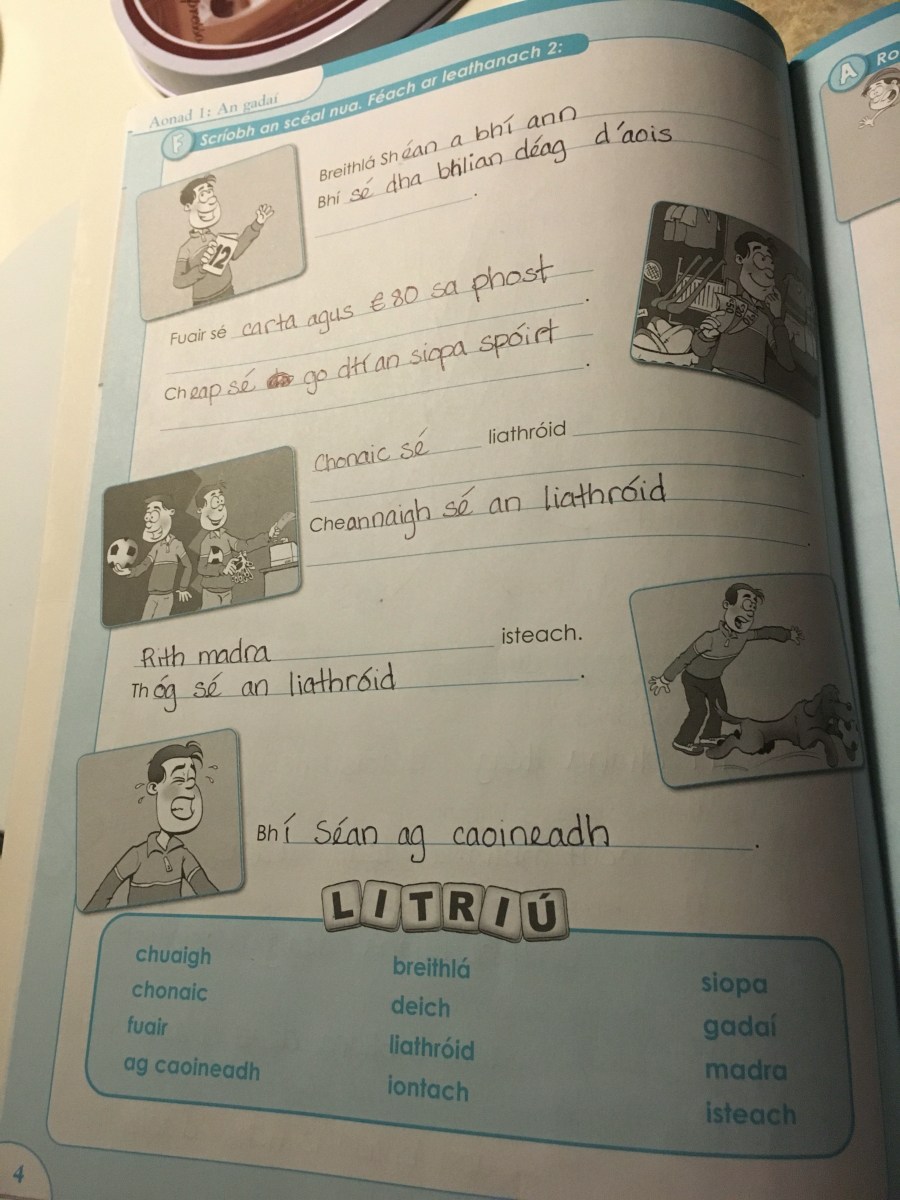 Aonad 1: An gadaí
A
F Scríobh an scéal nua. Féach ar leathanach 2:
Breithlá Shéan a bhí ann
Bhí sé dha bhlian déag d'aois
.
12
Fuair sé carta agus €80 sa phost
.
Cheap sé go dtí an siopa spóirt
.
Chonaic sé liathróid
.
Cheannaigh sé an liathróid
.
Rith madra isteach.
Thóg sé an liathróid .
Bhí Séan ag caoineadh .
LITRIÚ
chuaigh breithlá siopa
chonaic deich gadaí
fuair liathróid madra
ag caoineadh iontach isteach
4